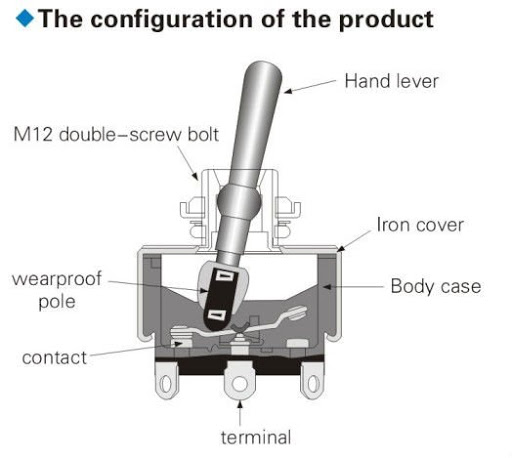 The configuration of the product
Hand lever
M12 double-screw bolt
Iron cover
wearproof
pole
Body case
contact
terminal